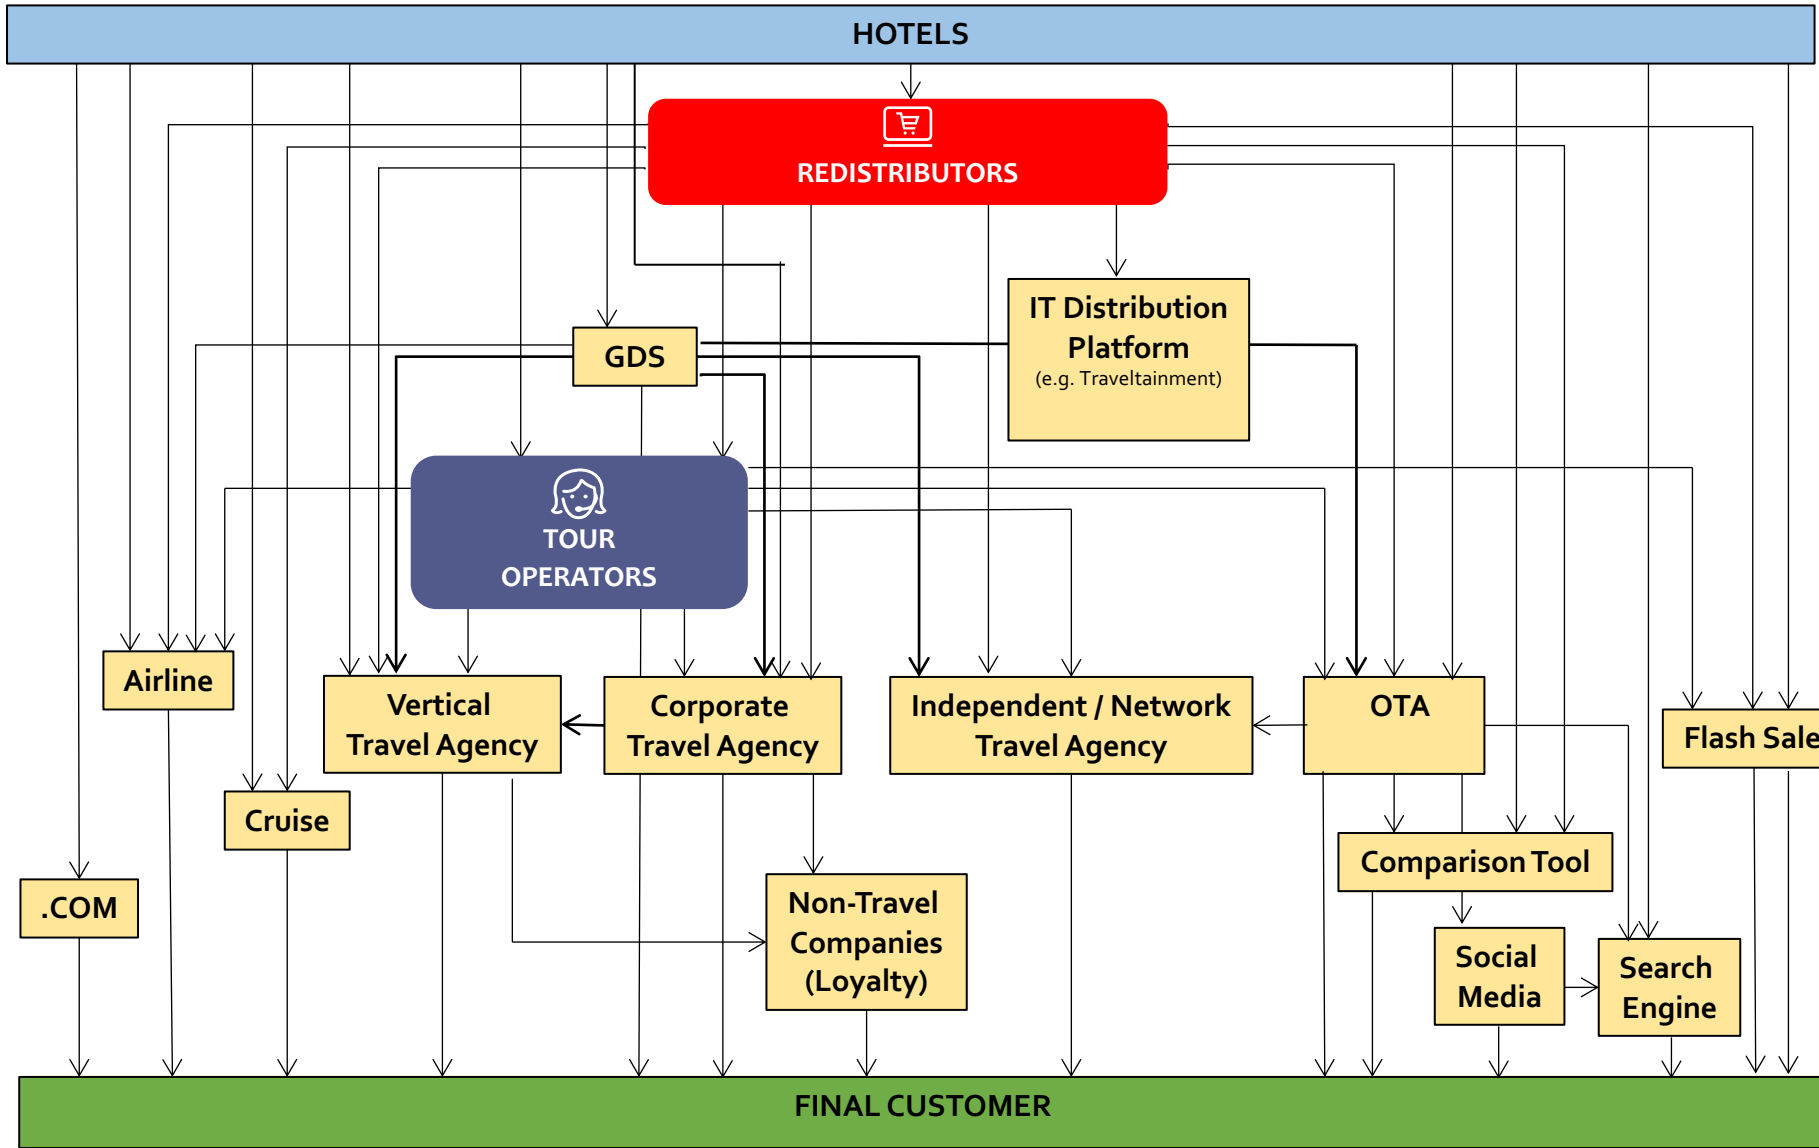 HOTELS
REDISTRIBUTORS
IT Distribution
Platform
(e.g. Traveltainment)
GDS
TOUR
OPERATORS
Airline
Vertical
Travel Agency
Corporate
Travel Agency
Independent / Network
Travel Agency
OTA
Flash Sale
Cruise
Comparison Tool
.COM
Non-Travel
Companies
(Loyalty)
Social
Media
Search
Engine
FINAL CUSTOMER